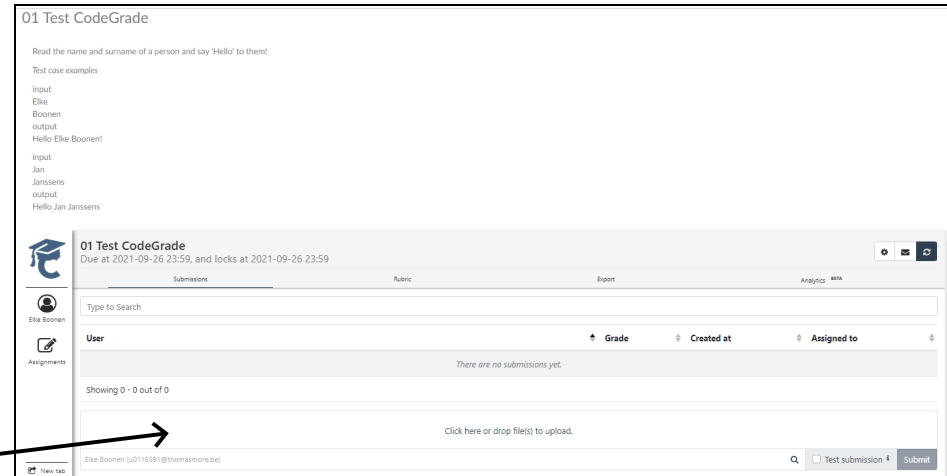 01 Test CodeGrade
Read the name and surname of a person and say 'Hello' to them!
Test case examples
input
Elke
Boonen
output
Hello Elke Boonen!
input
Jan
Janssens
output
Hello Jan Janssens
01 Test CodeGrade
Due at 2021-09-26 23:59, and locks at 2021-09-26 23:59
Submissions Rubric Export Analytics BETA
Elke Boonen
Type to Search
Assignments
User Grade Created at Assigned to
There are no submissions yet.
Showing 0 - 0 out of 0
Click here or drop file(s) to upload.
Elke Boonen (u0116591@thomasmore.be) Test submission i Submit
New tab